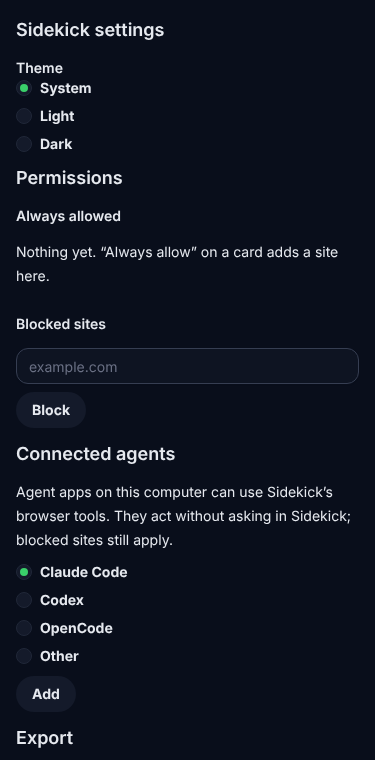 Sidekick settings
Theme
System
Light
Dark
Permissions
Always allowed
Nothing yet. “Always allow” on a card adds a site
here.
Blocked sites
example.com
Block
Connected agents
Agent apps on this computer can use Sidekick’s
browser tools. They act without asking in Sidekick;
blocked sites still apply.
Claude Code
Codex
OpenCode
Other
Add
Export